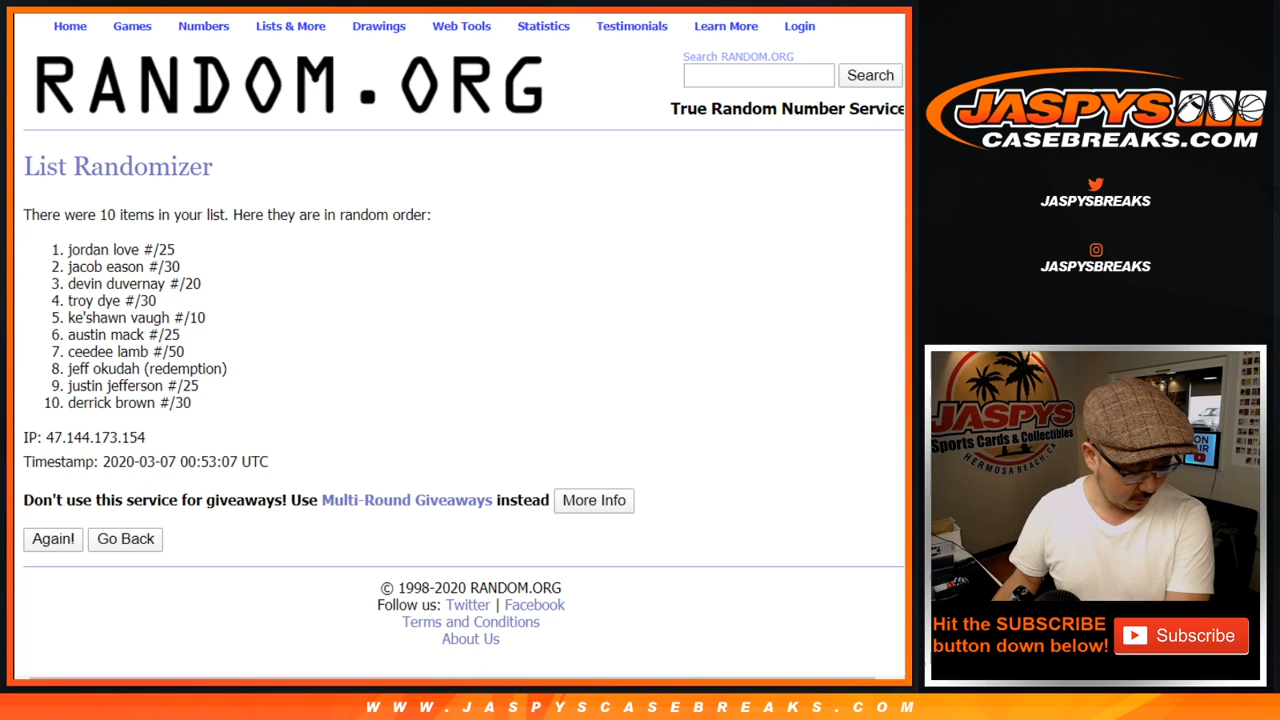 Home Games Numbers Lists & More Drawings Web Tools Statistics Testimonials Learn More Login
RANDOM.ORG
Search RANDOM.ORG
Search
True Random Number Service
List Randomizer
There were 10 items in your list. Here they are in random order:
1. jordan love #/25
2. jacob eason #/30
3. devin duvernay #/20
4. troy dye #/30
5. ke'shawn vaugh #/10
6. austin mack #/25
7. ceedee lamb #/50
8. jeff okudah (redemption)
9. justin jefferson #/25
10. derrick brown #/30
IP: 47.144.173.154
Timestamp: 2020-03-07 00:53:07 UTC
Don't use this service for giveaways! Use Multi-Round Giveaways instead More Info
Again! Go Back
© 1998-2020 RANDOM.ORG
Follow us: Twitter | Facebook
Terms and Conditions
About Us
JASPYS
CASEBREAKS.COM
JASPYSBREAKS
JASPYSBREAKS
JASPYS
Sports Cards & Collectibles
HERMOSA BEACH, CA
Hit the SUBSCRIBE
button down below!
Subscribe
WWW.JASPYSCASEBREAKS.COM